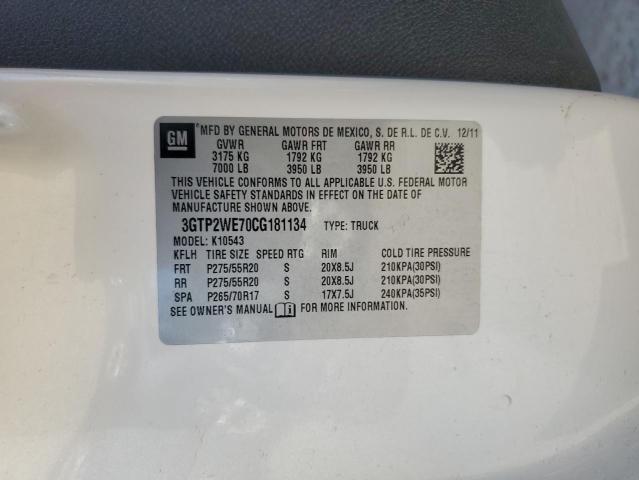 GM ® MFD BY GENERAL MOTORS DE MEXICO, S. DE R.L. DE C.V. 12/11
GVWR GAWR FRT GAWR RR
3175 KG 1792 KG 1792 KG
7000 LB 3950 LB 3950 LB
THIS VEHICLE CONFORMS TO ALL APPLICABLE U.S. FEDERAL MOTOR
VEHICLE SAFETY STANDARDS IN EFFECT ON THE DATE OF
MANUFACTURE SHOWN ABOVE.
3GTP2WE70CG181134 TYPE: TRUCK
MODEL: K10543
KFLH TIRE SIZE SPEED RTG RIM COLD TIRE PRESSURE
FRT P275/55R20 S 20X8.5J 210KPA(30PSI)
RR P275/55R20 S 20X8.5J 210KPA(30PSI)
SPA P265/70R17 S 17X7.5J 240KPA(35PSI)
SEE OWNER'S MANUAL FOR MORE INFORMATION.